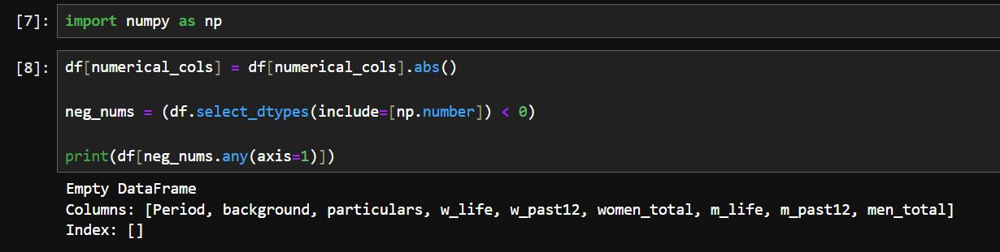 [7]: import numpy as np
[8]: df[numerical_cols] = df[numerical_cols].abs()
neg_nums = (df.select_dtypes(include=[np.number]) < 0)
print(df[neg_nums.any(axis=1)])
Empty DataFrame
Columns: [Period, background, particulars, w_life, w_past12, women_total, m_life, m_past12, men_total]
Index: []